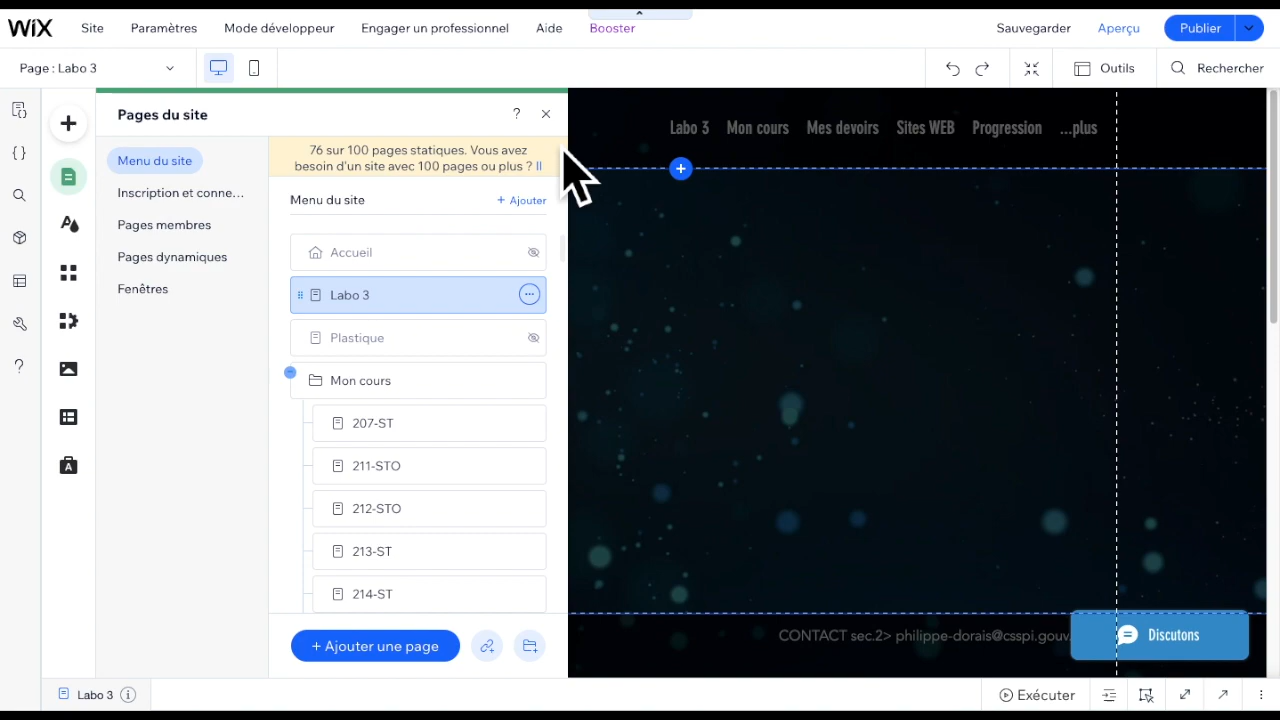 WiX Site Paramètres Mode développeur Engager un professionnel Aide Booster Sauvegarder Aperçu Publier
Page : Labo 3 Outils Rechercher
Pages du site ?
Menu du site
Inscription et conne...
Pages membres
Pages dynamiques
Fenêtres
76 sur 100 pages statiques. Vous avez
besoin d'un site avec 100 pages ou plus ? Il
Menu du site + Ajouter
Accueil
Labo 3
Plastique
Mon cours
207-ST
211-STO
212-STO
213-ST
214-ST
+ Ajouter une page
Labo 3 Mon cours Mes devoirs Sites WEB Progression ...plus
CONTACT sec.2> philippe-dorais@csspi.gouv.
Discutons
Labo 3
Exécuter